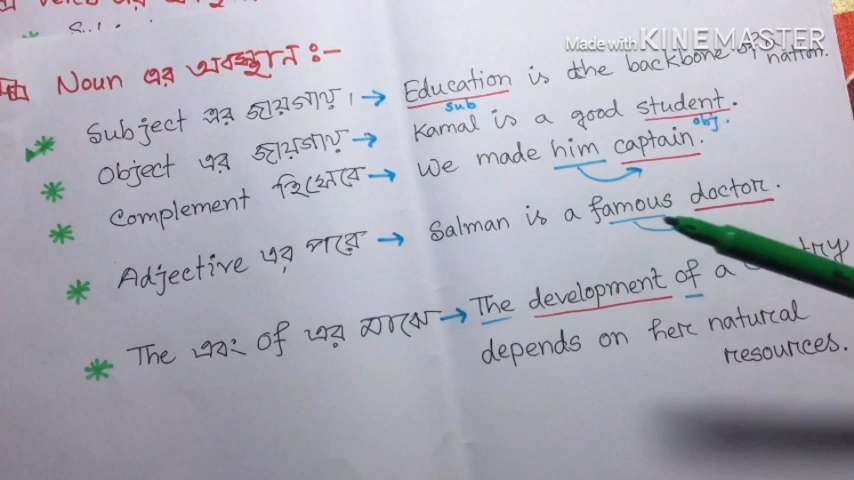 Made with KINEMASTER
Noun এর অবস্থান :-
Subject এর জায়গায়। → Education is the backbone of nation.
sub
Object এর জায়গায় → Kamal is a good student.
obj.
Complement হিসেবে → We made him captain.
Adjective এর পরে → Salman is a famous doctor.
The এবং of এর মাঝে → The development of a country
depends on her natural
resources.